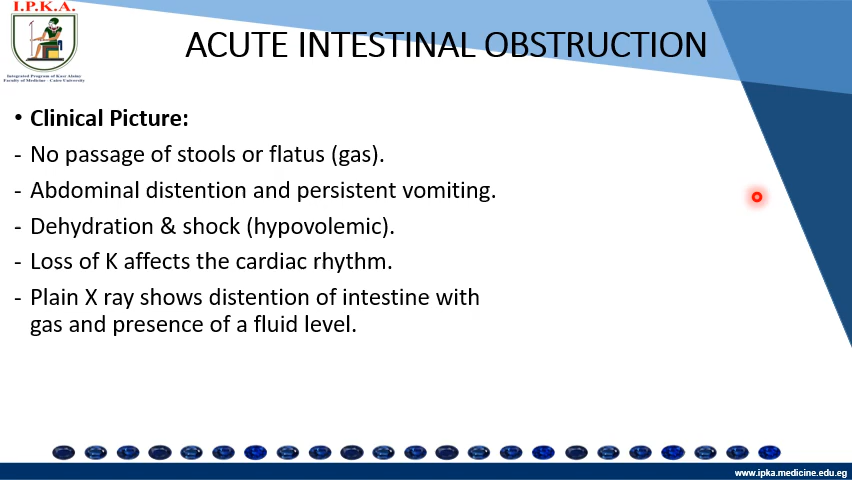 I.P.K.A.
Integrated Program of Kasr Alainy
Faculty of Medicine - Cairo University
ACUTE INTESTINAL OBSTRUCTION
• Clinical Picture:
- No passage of stools or flatus (gas).
- Abdominal distention and persistent vomiting.
- Dehydration & shock (hypovolemic).
- Loss of K affects the cardiac rhythm.
- Plain X ray shows distention of intestine with
gas and presence of a fluid level.
www.ipka.medicine.edu.eg